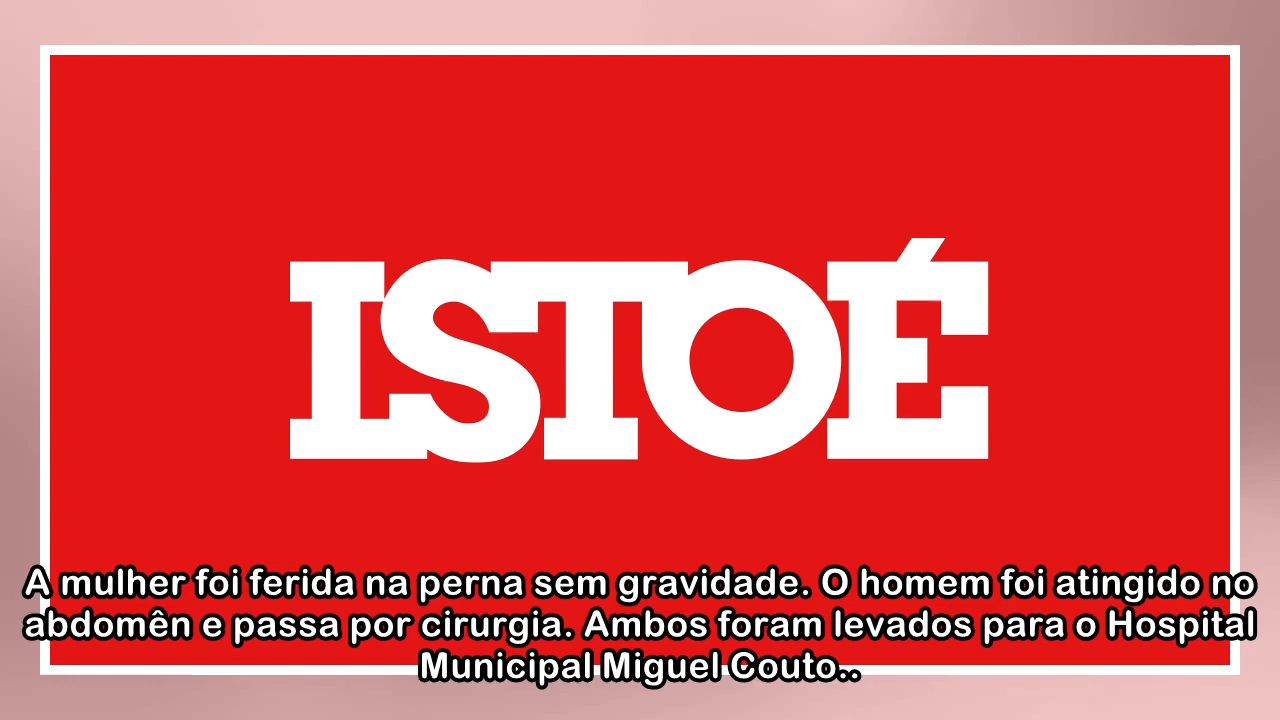 ISTOÉ
A mulher foi ferida na perna sem gravidade. O homem foi atingido no
abdomên e passa por cirurgia. Ambos foram levados para o Hospital
Municipal Miguel Couto..